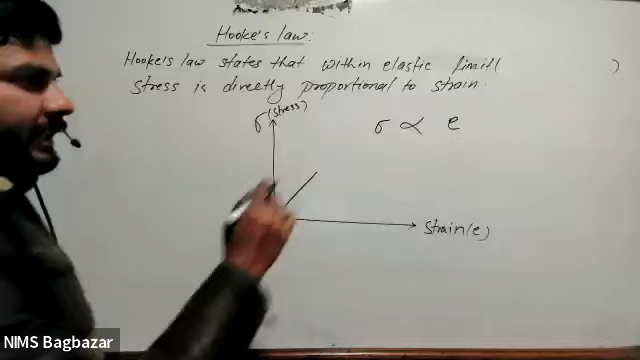 Hooke's law.
Hooke's law states that within elastic limit )
stress is directly proportional to strain.
σ (stress)
σ ∝ e
strain(e)
NIMS Bagbazar